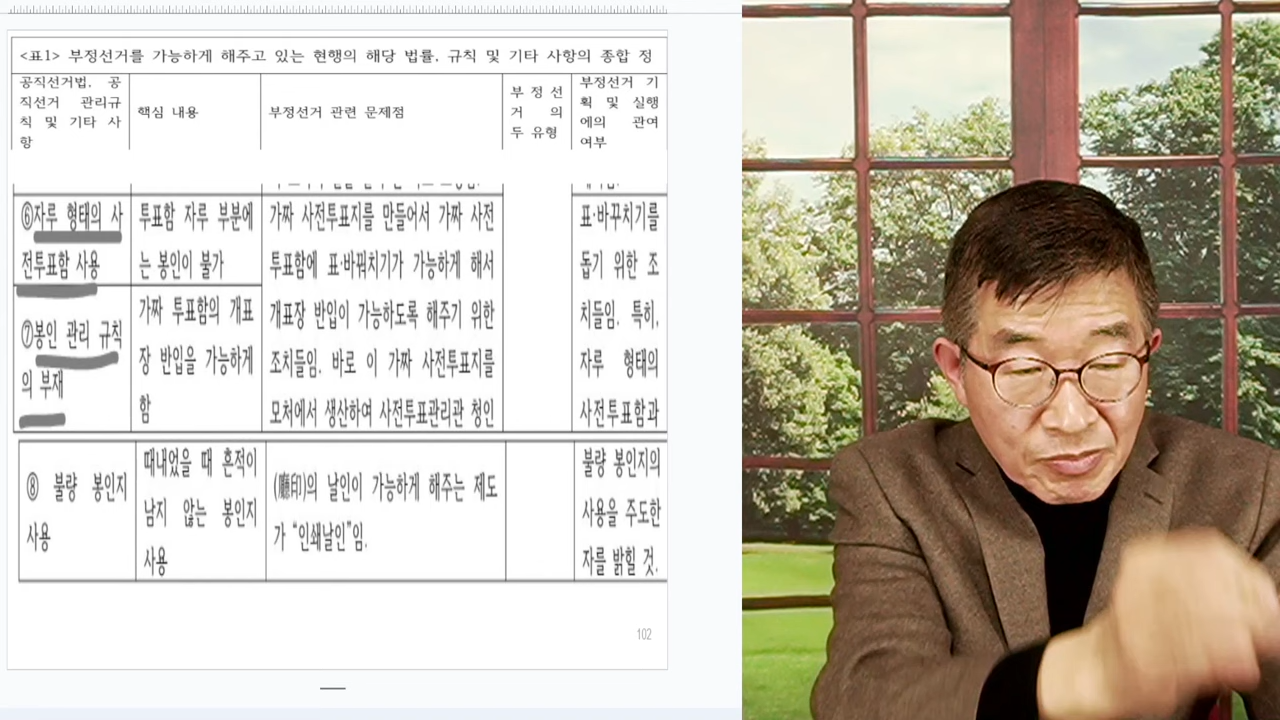 <표1> 부정선거를 가능하게 해주고 있는 현행의 해당 법률, 규칙 및 기타 사항의 종합 정
공직선거법, 공
직선거 관리규
칙 및 기타 사
항
핵심 내용
부정선거 관련 문제점
부 정 선
거 의
두 유형
부정선거 기
획 및 실행
에의 관여
여부
⑥자루 형태의 사
전투표함 사용
투표함 자루 부분에
는 봉인이 불가
⑦봉인 관리 규칙
의 부재
가짜 투표함의 개표
장 반입을 가능하게
함
가짜 사전투표지를 만들어서 가짜 사전
투표함에 표·바꿔치기가 가능하게 해서
개표장 반입이 가능하도록 해주기 위한
조치들임. 바로 이 가짜 사전투표지를
모처에서 생산하여 사전투표관리관 청인
표·바꾸치기를
돕기 위한 조
치들임. 특히,
자루 형태의
사전투표함과
⑧ 불량 봉인지
사용
때내었을 때 흔적이
남지 않는 봉인지
사용
(廳印)의 날인이 가능하게 해주는 제도
가 “인쇄날인”임.
불량 봉인지의
사용을 주도한
자를 밝힐 것.
102